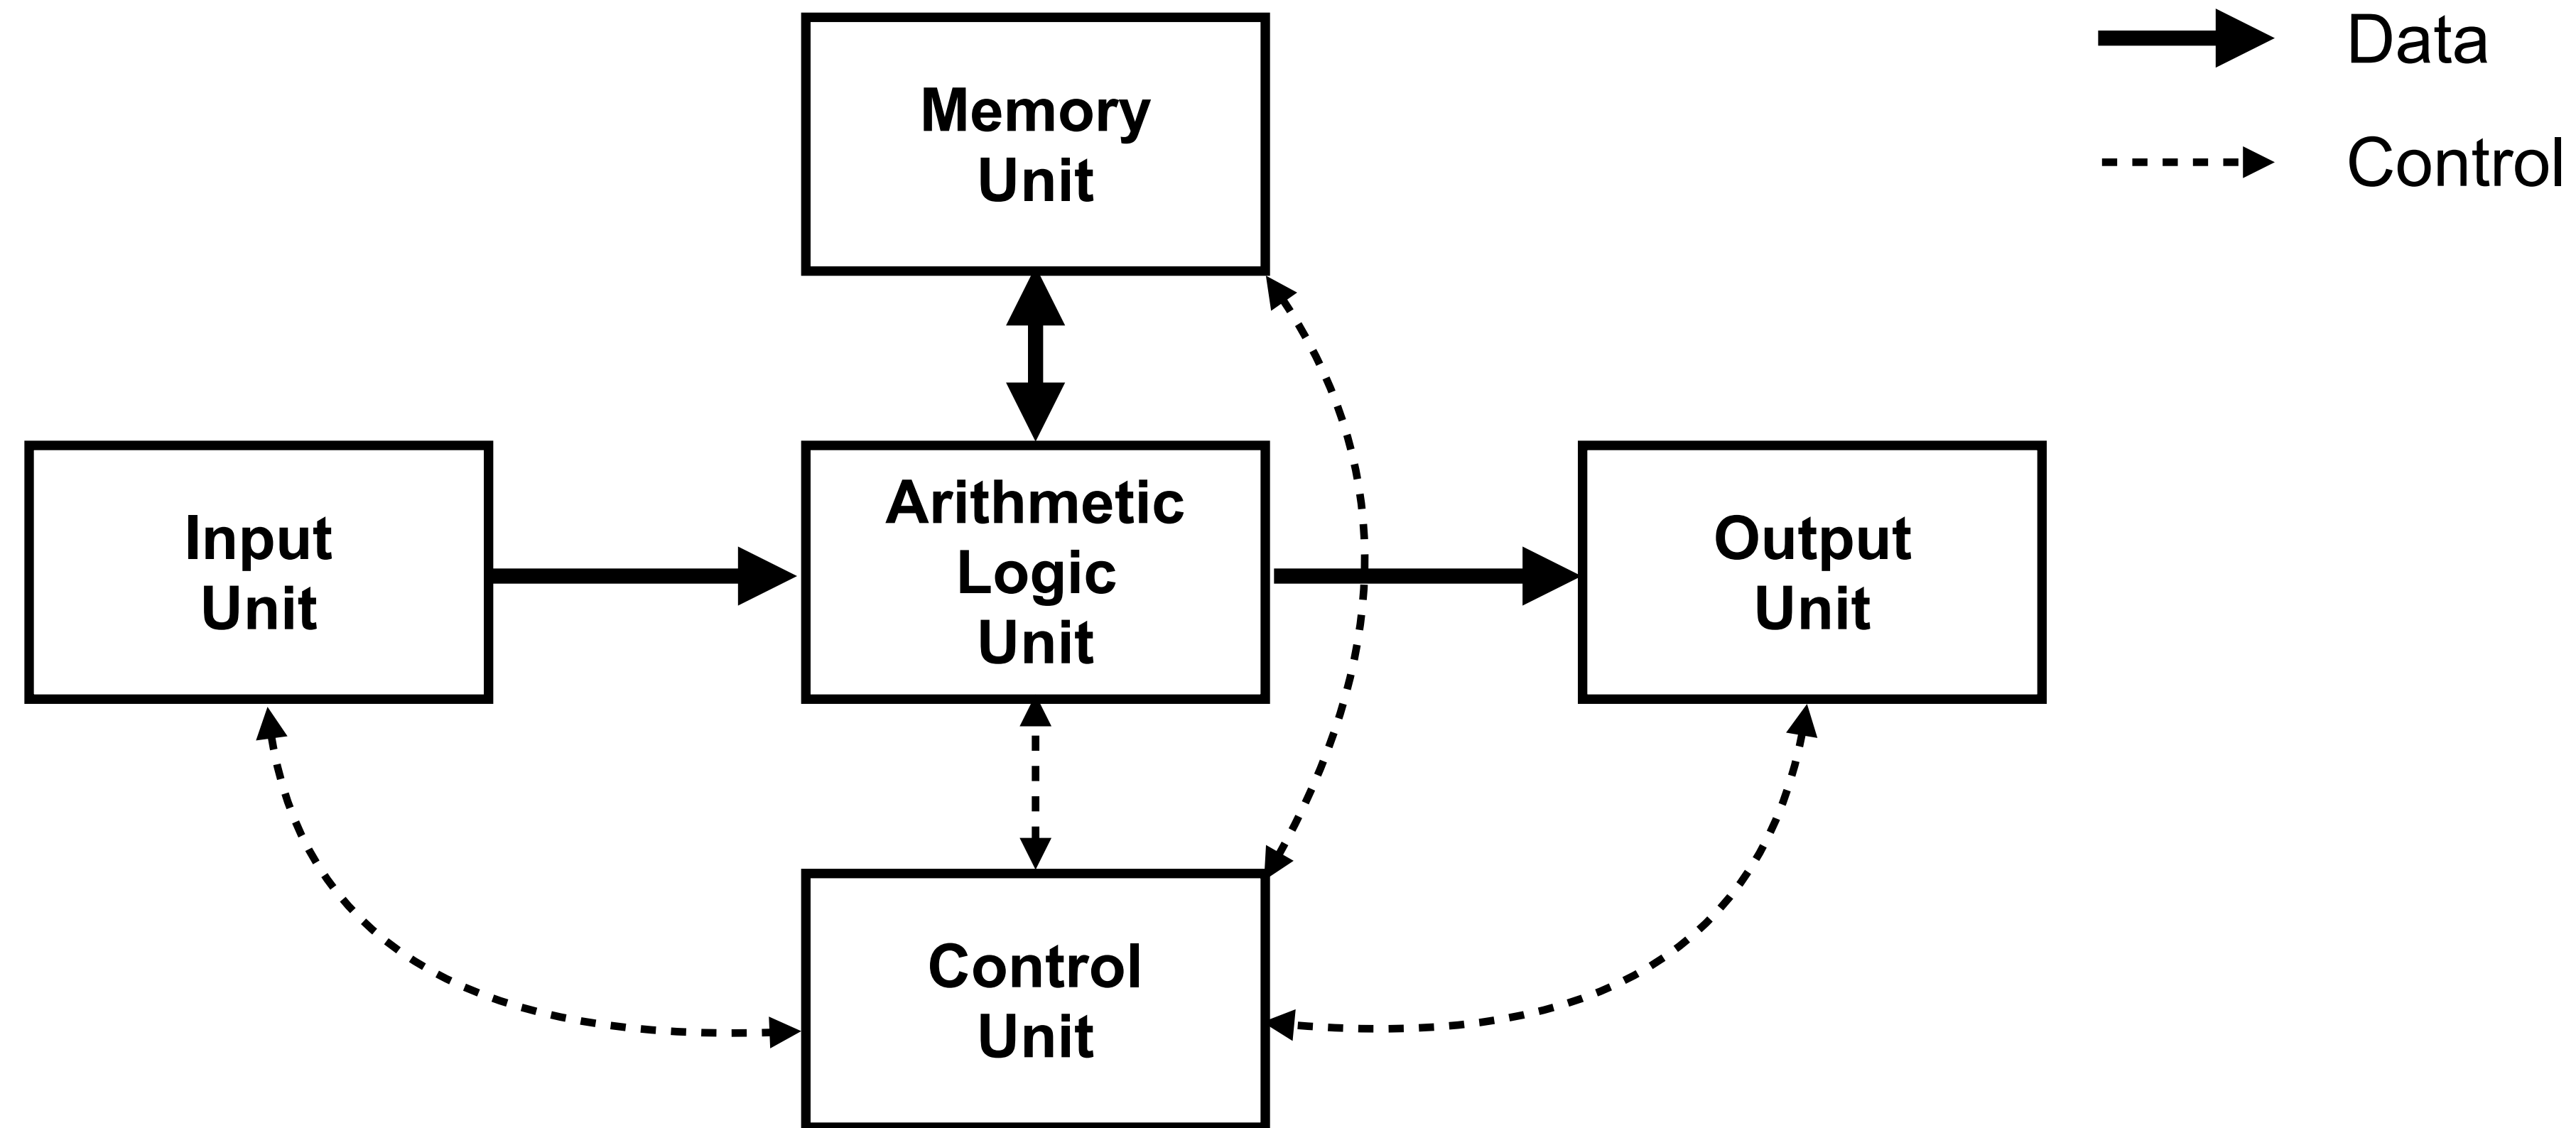 Memory
Unit
Data
Control
Input
Unit
Arithmetic
Logic
Unit
Output
Unit
Control
Unit